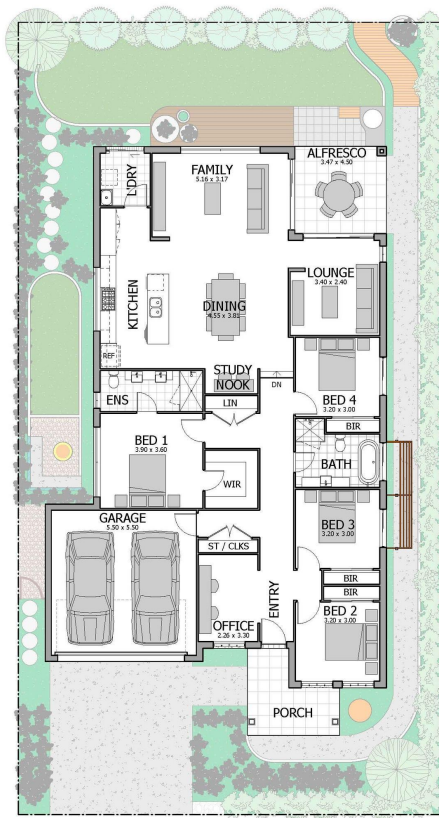 FAMILY
5.16 x 3.17
ALFRESCO
3.47 x 4.50
L'DRY
LOUNGE
3.40 x 2.40
KITCHEN
DINING
4.55 x 3.81
REF
STUDY
NOOK
DN
ENS
LIN
BED 4
3.20 x 3.00
BIR
BED 1
3.90 x 3.60
WIR
BATH
GARAGE
5.50 x 5.50
BED 3
3.20 x 3.00
ST / CLKS
BIR
BIR
ENTRY
OFFICE
2.26 x 3.30
BED 2
3.20 x 3.00
PORCH